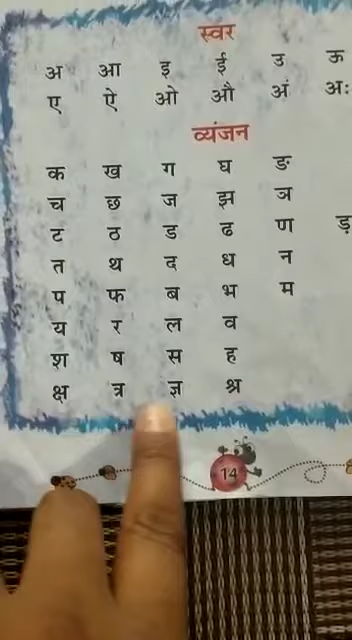 स्वर
अ आ इ ई उ ऊ
ए ऐ ओ औ अं अः
व्यंजन
क ख ग घ ङ
च छ ज झ ञ
ट ठ ड ढ ण ड़
त थ द ध न
प फ ब भ म
य र ल व
श ष स ह
क्ष त्र ज्ञ श्र
14